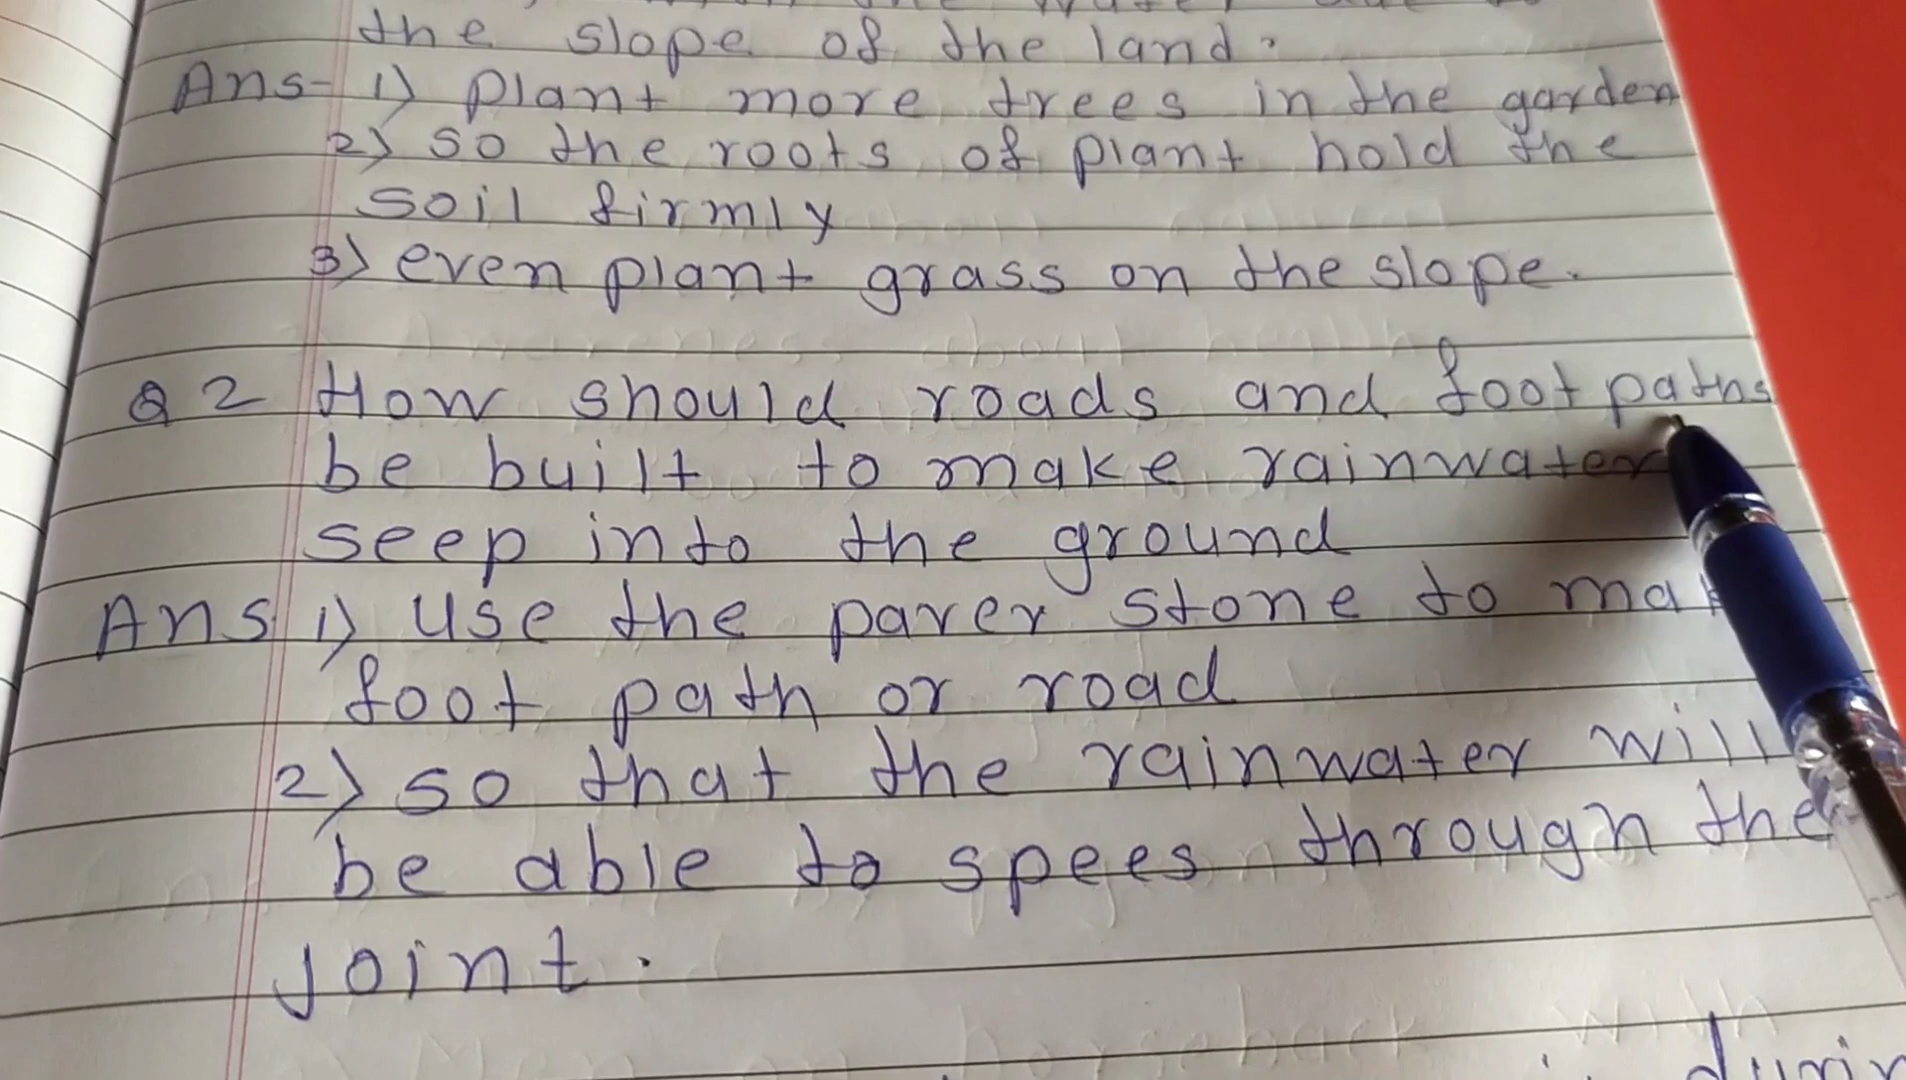 the slope of the land.
Ans- 1) plant more trees in the garden
2) so the roots of plant hold the
soil firmly
3) even plant grass on the slope.
Q 2 How should roads and foot paths
be built to make rainwater
seep into the ground
Ans 1) use the paver stone to ma
foot path or road
2) so that the rainwater will
be able to spees through the
joint.